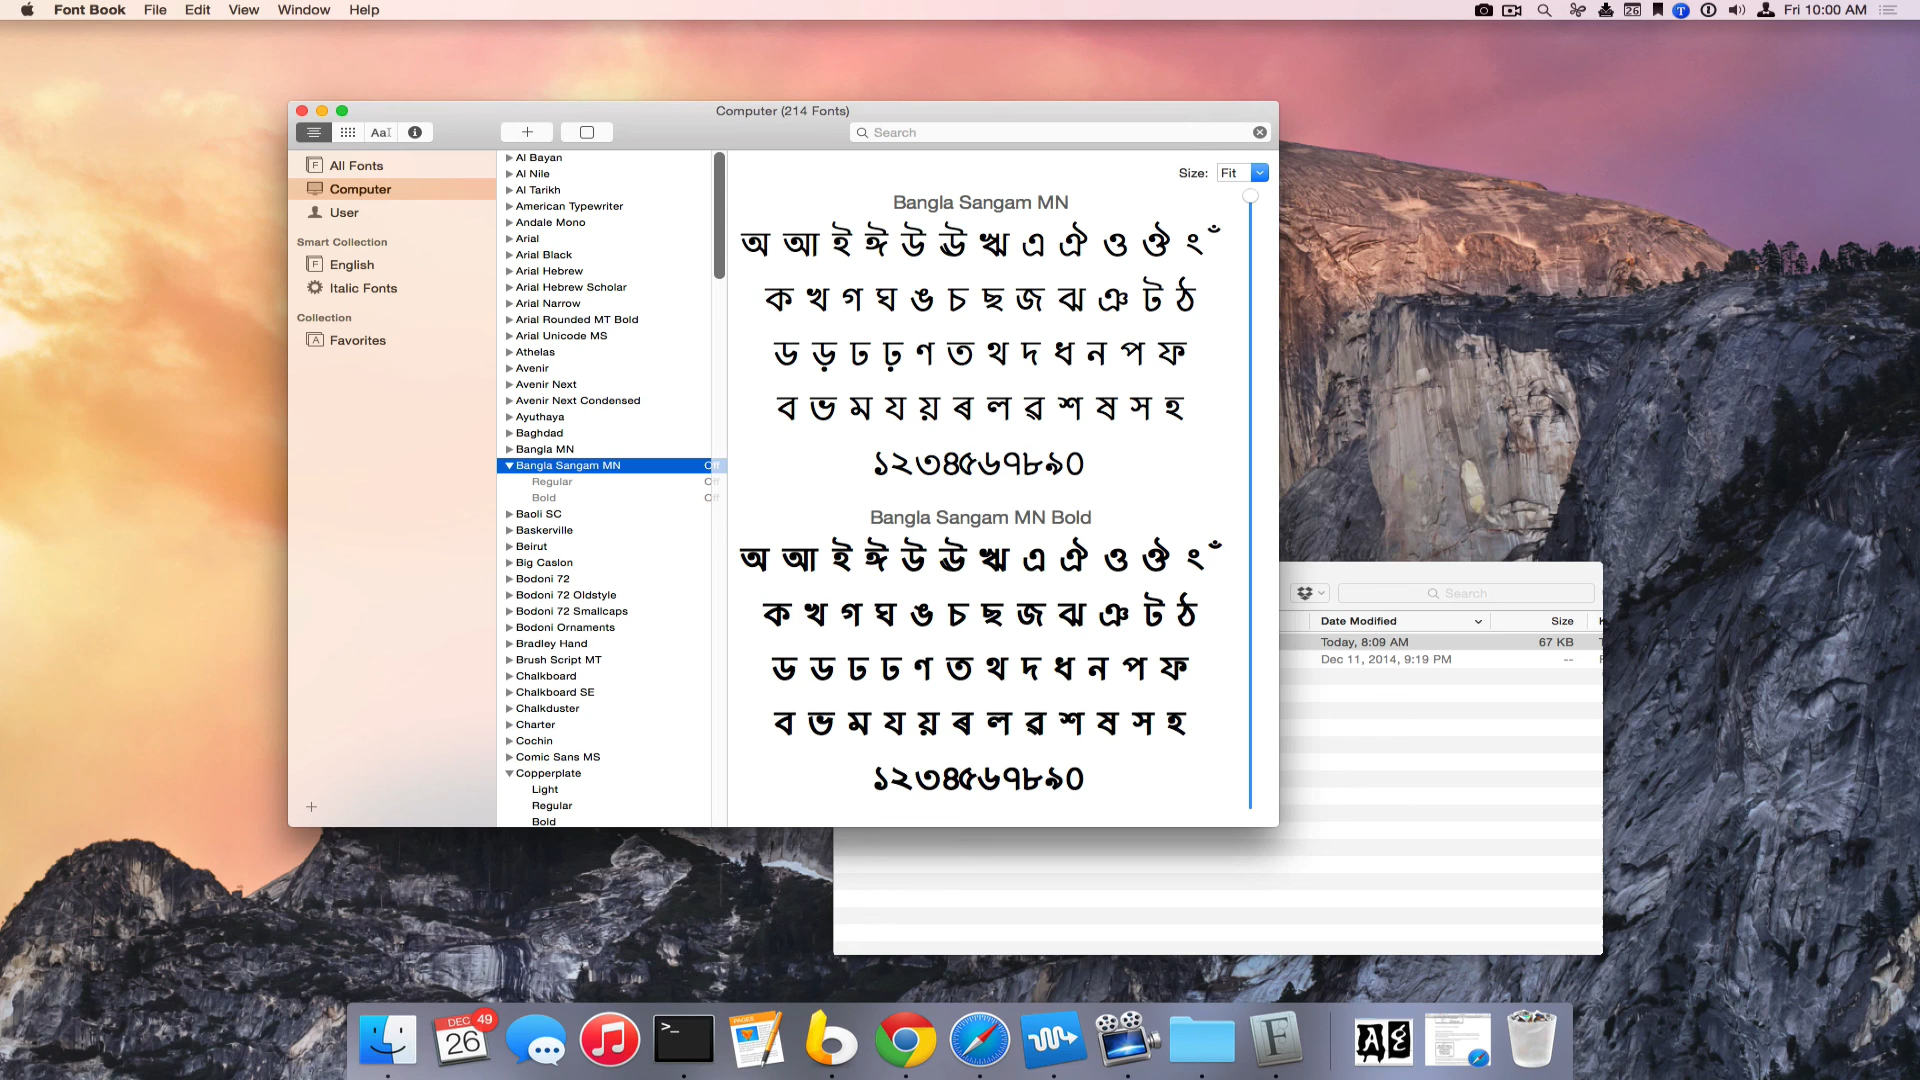 Font Book File Edit View Window Help
26
Fri 10:00 AM
Computer (214 Fonts)
Search
All Fonts
Computer
User
Smart Collection
English
Italic Fonts
Collection
Favorites
Al Bayan
Al Nile
Al Tarikh
American Typewriter
Andale Mono
Arial
Arial Black
Arial Hebrew
Arial Hebrew Scholar
Arial Narrow
Arial Rounded MT Bold
Arial Unicode MS
Athelas
Avenir
Avenir Next
Avenir Next Condensed
Ayuthaya
Baghdad
Bangla MN
Bangla Sangam MN Off
Regular Off
Bold Off
Baoli SC
Baskerville
Beirut
Big Caslon
Bodoni 72
Bodoni 72 Oldstyle
Bodoni 72 Smallcaps
Bodoni Ornaments
Bradley Hand
Brush Script MT
Chalkboard
Chalkboard SE
Chalkduster
Charter
Cochin
Comic Sans MS
Copperplate
Light
Regular
Bold
Size: Fit
Bangla Sangam MN
অ আ ই ঈ উ ঊ ঋ এ ঐ ও ঔ ং ঁ
ক খ গ ঘ ঙ চ ছ জ ঝ ঞ ট ঠ
ড ড় ঢ ঢ় ণ ত থ দ ধ ন প ফ
ব ভ ম য য় ৰ ল ৱ শ ষ স হ
১২৩৪৫৬৭৮৯০
Bangla Sangam MN Bold
অ আ ই ঈ উ ঊ ঋ এ ঐ ও ঔ ং ঁ
ক খ গ ঘ ঙ চ ছ জ ঝ ঞ ট ঠ
ড ড ঢ ঢ ণ ত থ দ ধ ন প ফ
ব ভ ম য য় ৰ ল ৱ শ ষ স হ
১২৩৪৫৬৭৮৯০
Search
Date Modified Size
Today, 8:09 AM 67 KB
Dec 11, 2014, 9:19 PM --
DEC 49
26
PAGES